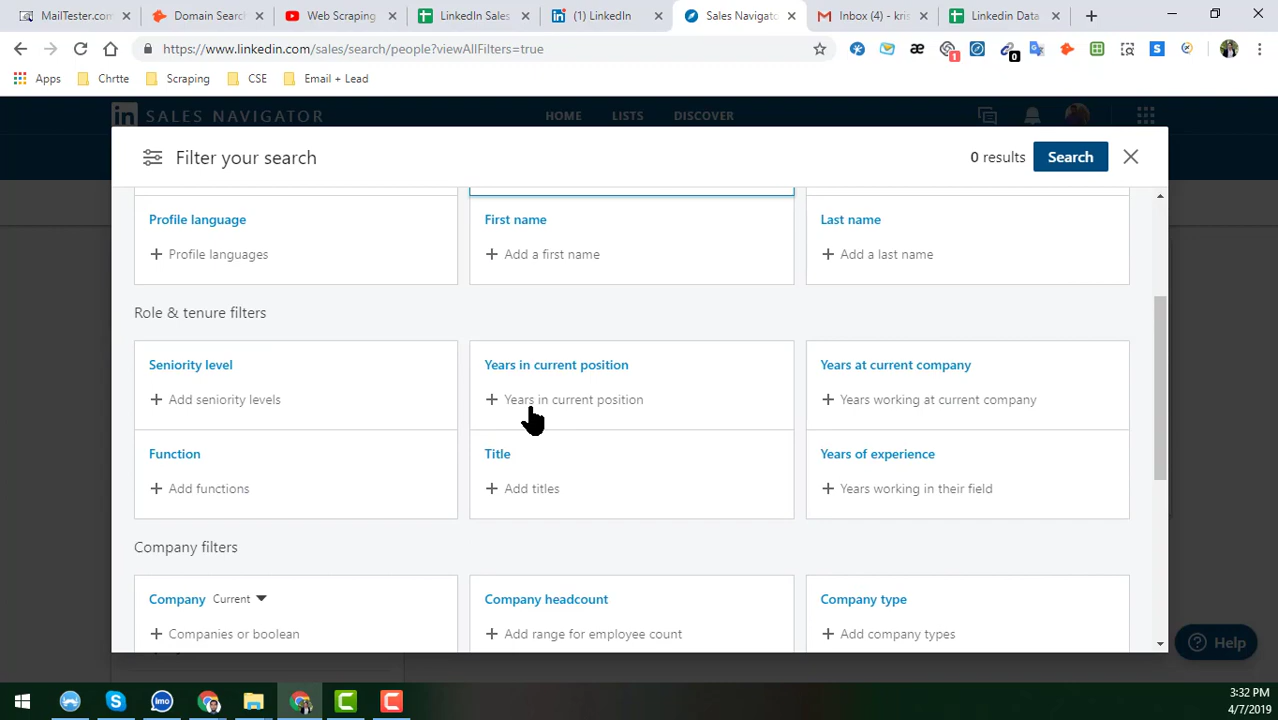 MailTester.com
Domain Searc
Web Scraping
LinkedIn Sales
(1) LinkedIn
Sales Navigato
Inbox (4) - kris
Linkedin Data
https://www.linkedin.com/sales/search/people?viewAllFilters=true
æ
1
0
S
Apps
Chrtte
Scraping
CSE
Email + Lead
in SALES NAVIGATOR
HOME
LISTS
DISCOVER
Filter your search
0 results
Search
Profile language
First name
Last name
+ Profile languages
+ Add a first name
+ Add a last name
Role & tenure filters
Seniority level
Years in current position
Years at current company
+ Add seniority levels
+ Years in current position
+ Years working at current company
Function
Title
Years of experience
+ Add functions
+ Add titles
+ Years working in their field
Company filters
Company Current
Company headcount
Company type
+ Companies or boolean
+ Add range for employee count
+ Add company types
? Help
imo
3:32 PM
4/7/2019